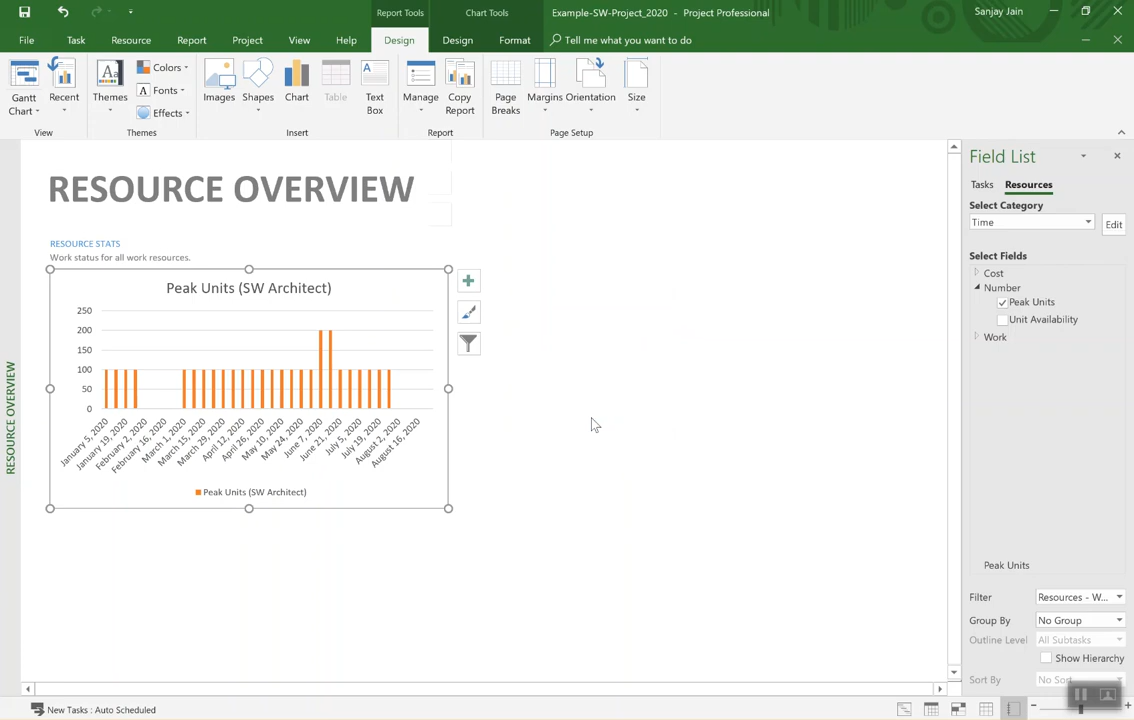 Report Tools
Chart Tools
Example-SW-Project_2020 - Project Professional
Sanjay Jain
File
Task
Resource
Report
Project
View
Help
Design
Design
Format
Tell me what you want to do
Gantt
Chart
Recent
Themes
Colors
Fonts
Effects
Images
Shapes
Chart
Table
Text
Box
Manage
Copy
Report
Page
Breaks
Margins
Orientation
Size
View
Themes
Insert
Report
Page Setup
RESOURCE OVERVIEW
RESOURCE OVERVIEW
RESOURCE STATS
Work status for all work resources.
Peak Units (SW Architect)
250
200
150
100
50
0
January 5, 2020
January 19, 2020
February 2, 2020
February 16, 2020
March 1, 2020
March 15, 2020
March 29, 2020
April 12, 2020
April 26, 2020
May 10, 2020
May 24, 2020
June 7, 2020
June 21, 2020
July 5, 2020
July 19, 2020
August 2, 2020
August 16, 2020
Peak Units (SW Architect)
Field List
Tasks
Resources
Select Category
Time
Edit
Select Fields
Cost
Number
Peak Units
Unit Availability
Work
Peak Units
Filter
Resources - W...
Group By
No Group
Outline Level
All Subtasks
Show Hierarchy
Sort By
No Sort
New Tasks : Auto Scheduled